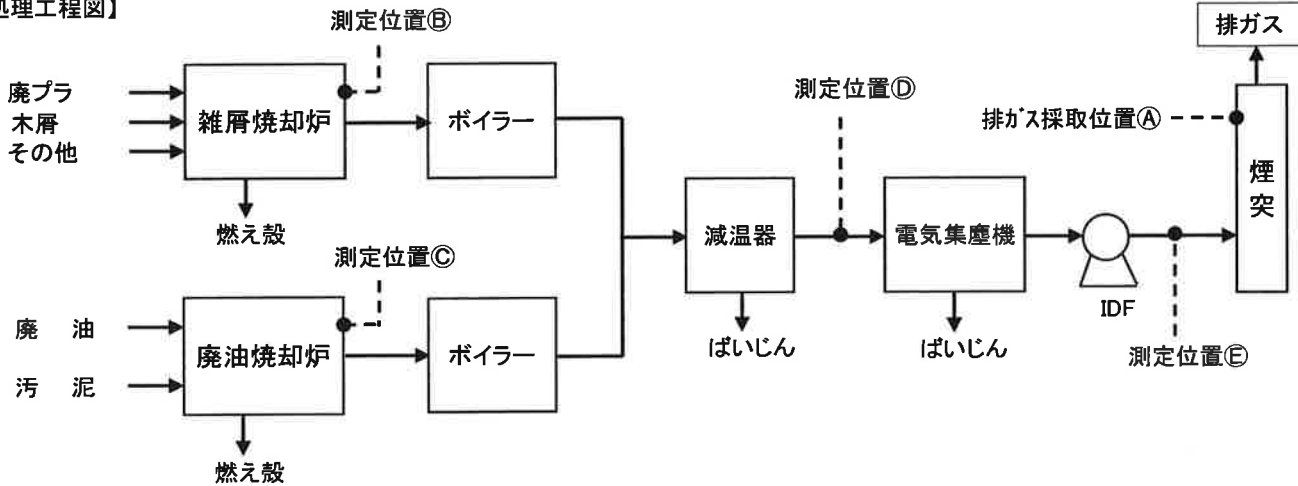 処理工程図】
測定位置Ⓑ
廃プラ
木屑
その他
雑屑焼却炉
ボイラー
燃え殻
測定位置Ⓒ
廃　油
汚　泥
廃油焼却炉
ボイラー
燃え殻
減温器
ばいじん
測定位置Ⓓ
電気集塵機
ばいじん
IDF
測定位置Ⓔ
排ガス採取位置Ⓐ
煙突
排ガス